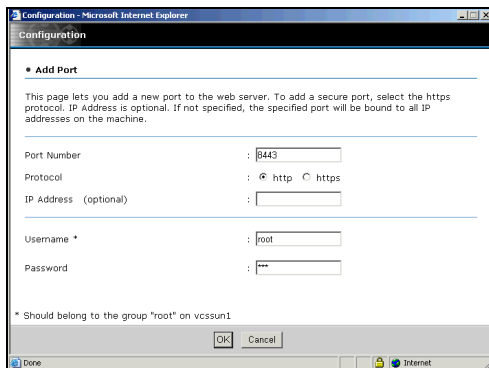 Configuration - Microsoft Internet Explorer
Configuration
• Add Port
This page lets you add a new port to the web server. To add a secure port, select the https
protocol. IP Address is optional. If not specified, the specified port will be bound to all IP
addresses on the machine.
Port Number : 8443
Protocol : http https
IP Address (optional) :
Username * : root
Password : ***
* Should belong to the group "root" on vcssun1
OK Cancel
Done Internet